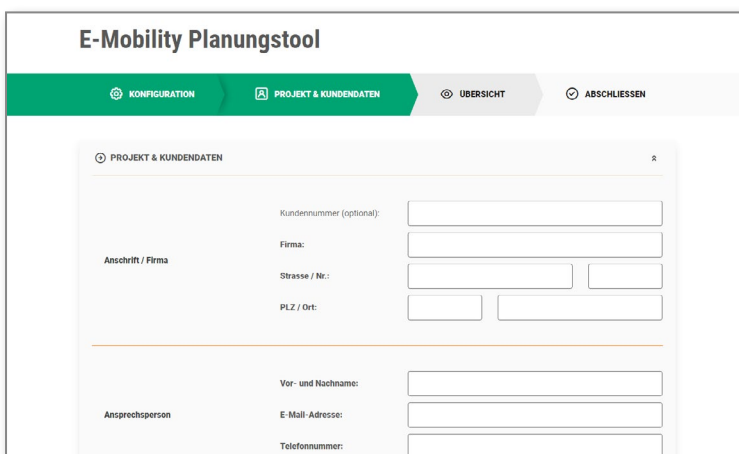 E-Mobility Planungstool
KONFIGURATION PROJEKT & KUNDENDATEN ÜBERSICHT ABSCHLIESSEN
PROJEKT & KUNDENDATEN
Kundennummer (optional):
Firma:
Anschrift / Firma
Strasse / Nr.:
PLZ / Ort:
Vor- und Nachname:
Ansprechsperson E-Mail-Adresse:
Telefonnummer: